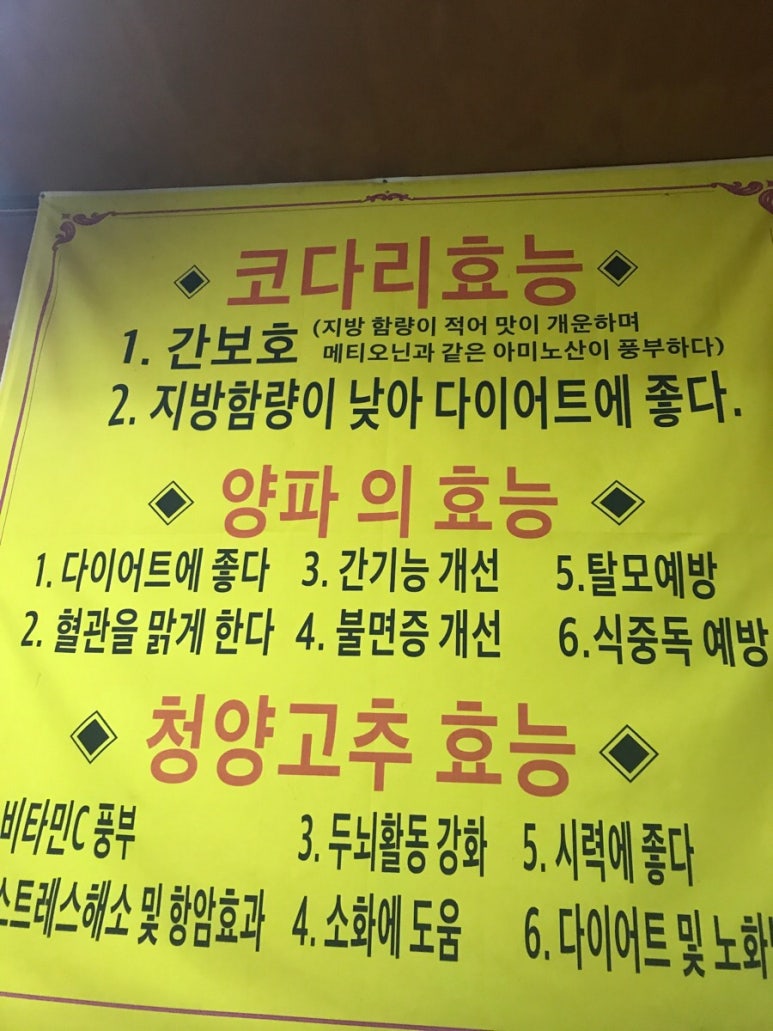 코다리효능
1. 간보호 (지방 함량이 적어 맛이 개운하며
메티오닌과 같은 아미노산이 풍부하다)
2. 지방함량이 낮아 다이어트에 좋다.
양파 의 효능
1. 다이어트에 좋다 3. 간기능 개선 5.탈모예방
2. 혈관을 맑게 한다 4. 불면증 개선 6.식중독 예방
청양고추 효능
비타민C 풍부 3. 두뇌활동 강화 5. 시력에 좋다
스트레스해소 및 항암효과 4. 소화에 도움 6. 다이어트 및 노화